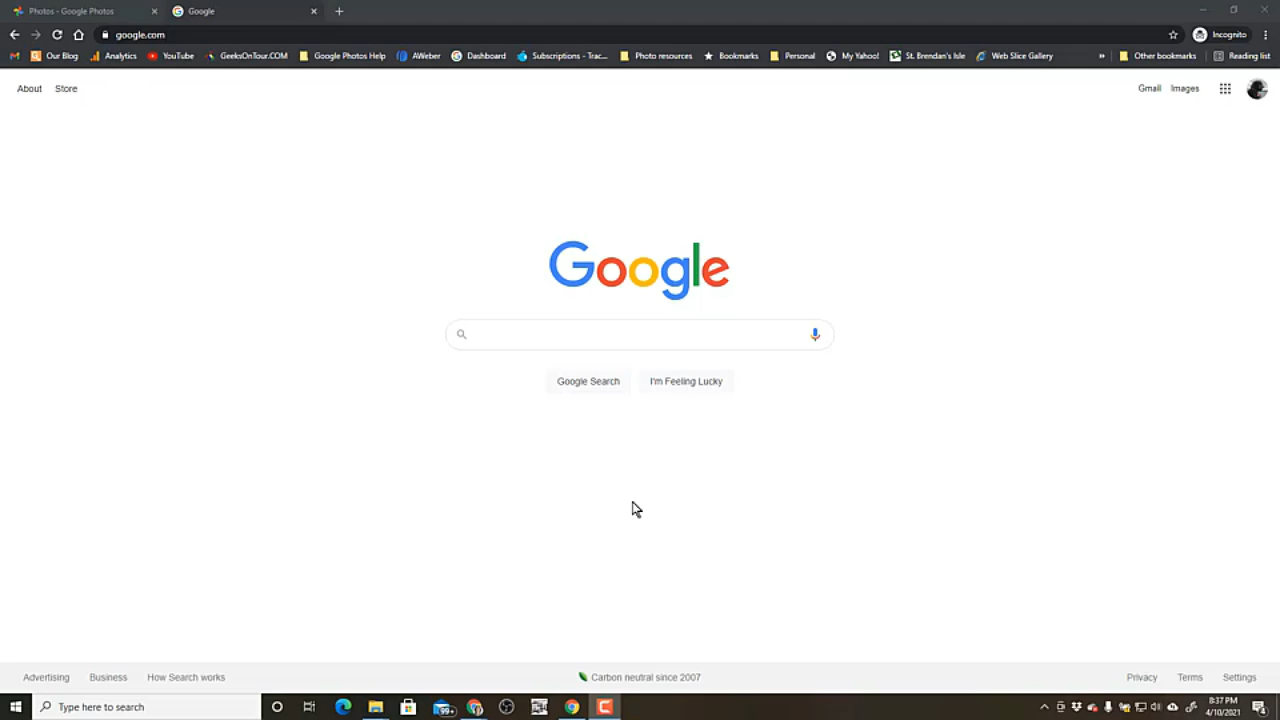 Photos - Google Photos
Google
google.com
Incognito
Our Blog
Analytics
YouTube
GeeksOnTour.COM
Google Photos Help
AWeber
Dashboard
Subscriptions - Trac...
Photo resources
Bookmarks
Personal
My Yahoo!
St. Brendan's Isle
Web Slice Gallery
»
Other bookmarks
Reading list
About
Store
Gmail
Images
Google
Google Search
I'm Feeling Lucky
Advertising
Business
How Search works
Carbon neutral since 2007
Privacy
Terms
Settings
Type here to search
99+
8:37 PM
4/10/2021